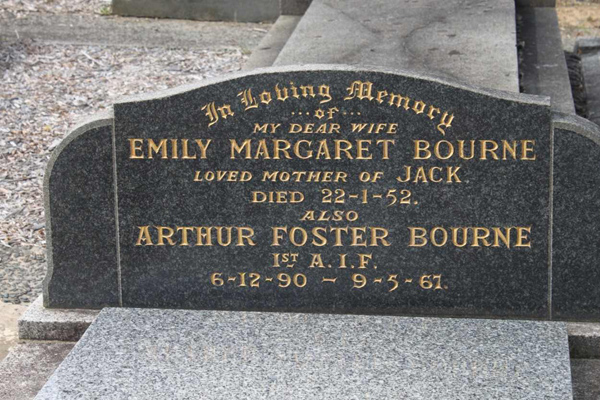 In Loving Memory
... of ...
MY DEAR WIFE
EMILY MARGARET BOURNE
LOVED MOTHER OF JACK.
DIED 22-1-52.
ALSO
ARTHUR FOSTER BOURNE
1ST A.I.F.
6-12-90 ~ 9-5-61.